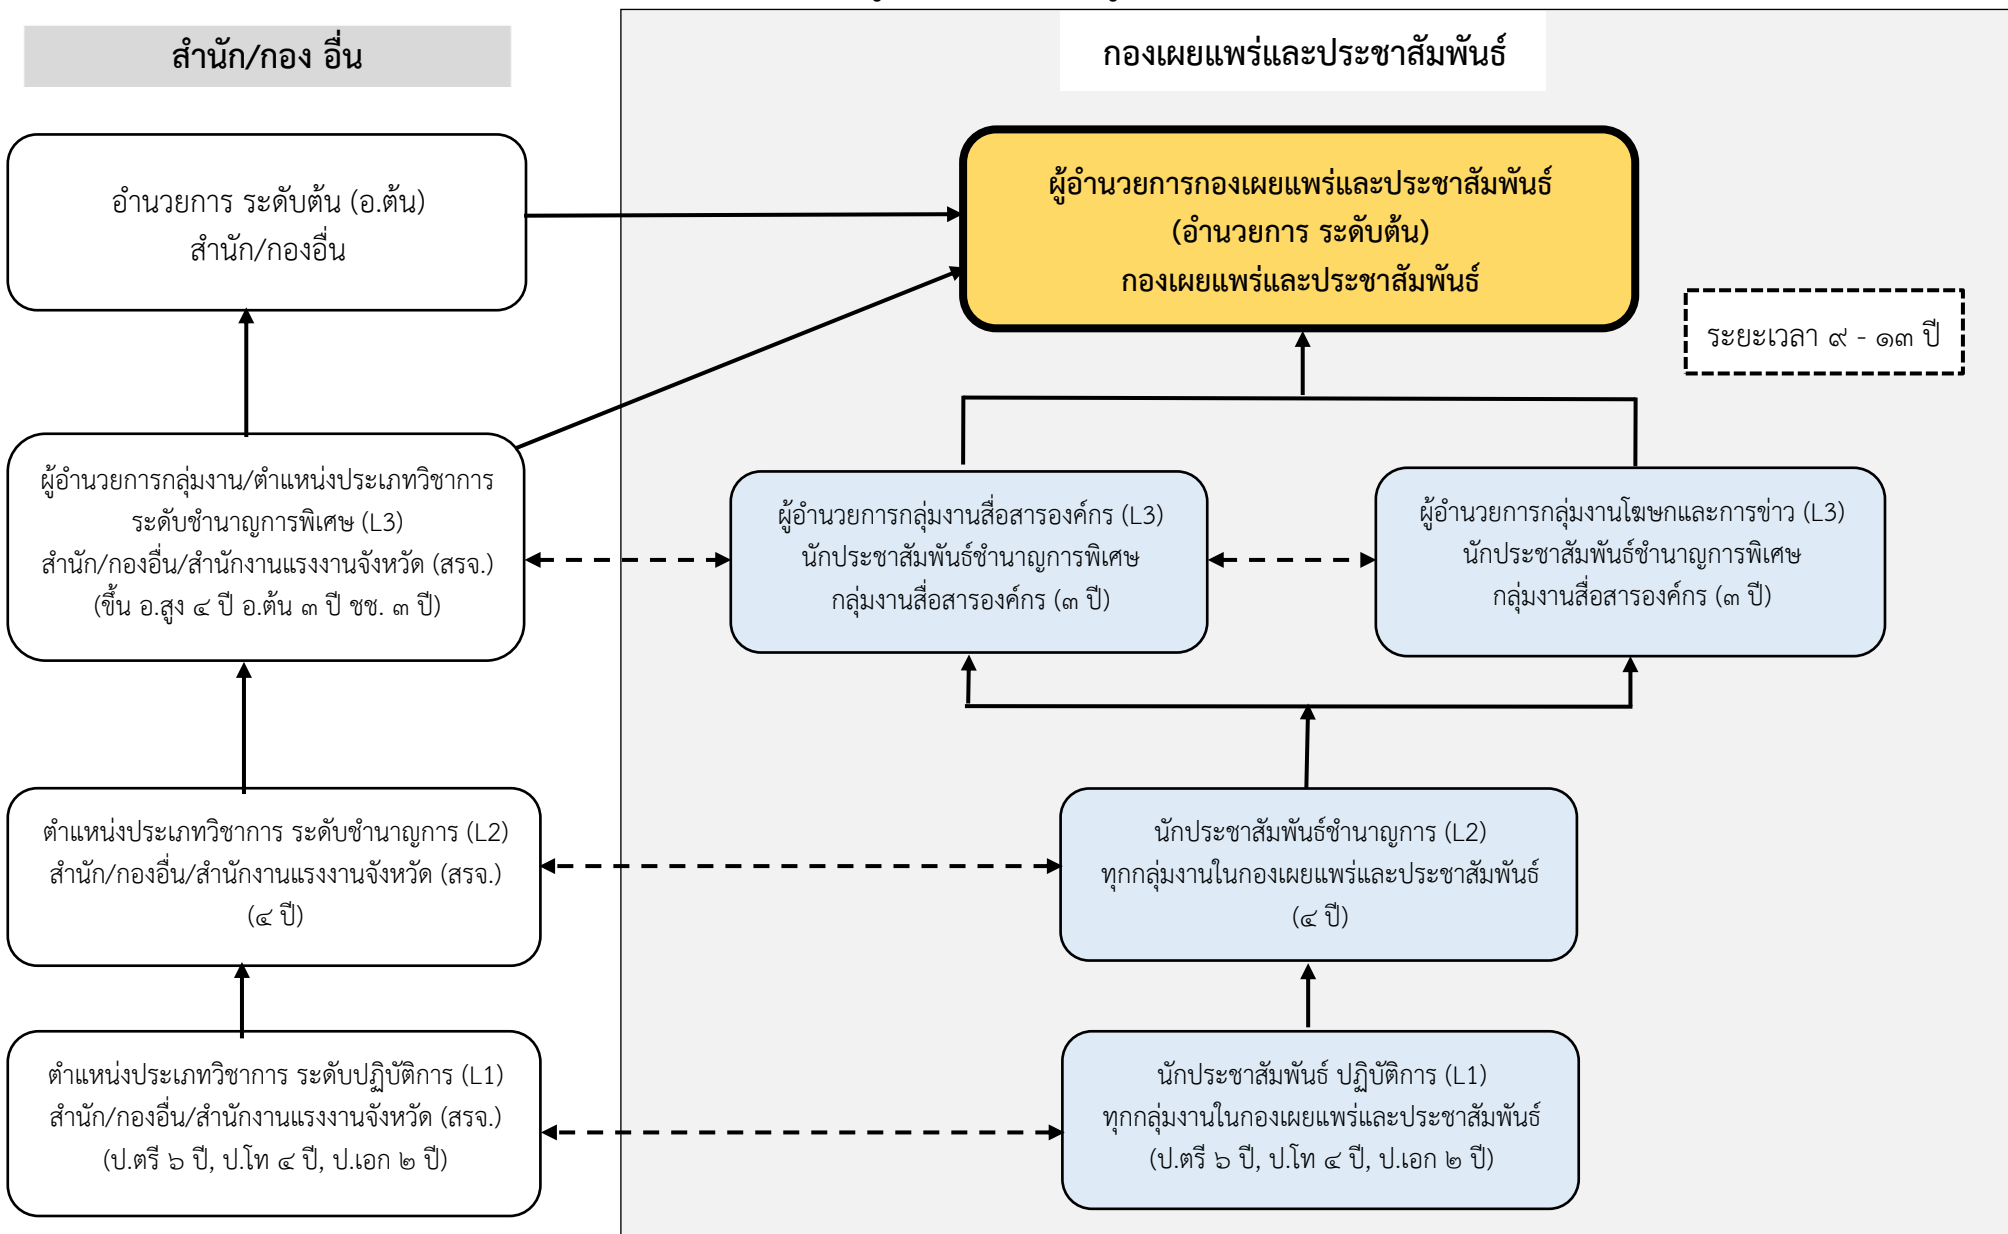 สำนัก/กอง อื่น
กองเผยแพร่และประชาสัมพันธ์
อำนวยการ ระดับต้น (อ.ต้น)
สำนัก/กองอื่น
ผู้อำนวยการกองเผยแพร่และประชาสัมพันธ์
(อำนวยการ ระดับต้น)
กองเผยแพร่และประชาสัมพันธ์
ระยะเวลา ๙ - ๑๓ ปี
ผู้อำนวยการกลุ่มงาน/ตำแหน่งประเภทวิชาการ
ระดับชำนาญการพิเศษ (L3)
สำนัก/กองอื่น/สำนักงานแรงงานจังหวัด (สรจ.)
(ขึ้น อ.สูง ๔ ปี อ.ต้น ๓ ปี ชช. ๓ ปี)
ผู้อำนวยการกลุ่มงานสื่อสารองค์กร (L3)
นักประชาสัมพันธ์ชำนาญการพิเศษ
กลุ่มงานสื่อสารองค์กร (๓ ปี)
ผู้อำนวยการกลุ่มงานโฆษกและการข่าว (L3)
นักประชาสัมพันธ์ชำนาญการพิเศษ
กลุ่มงานสื่อสารองค์กร (๓ ปี)
ตำแหน่งประเภทวิชาการ ระดับชำนาญการ (L2)
สำนัก/กองอื่น/สำนักงานแรงงานจังหวัด (สรจ.)
(๔ ปี)
นักประชาสัมพันธ์ชำนาญการ (L2)
ทุกกลุ่มงานในกองเผยแพร่และประชาสัมพันธ์
(๔ ปี)
ตำแหน่งประเภทวิชาการ ระดับปฏิบัติการ (L1)
สำนัก/กองอื่น/สำนักงานแรงงานจังหวัด (สรจ.)
(ป.ตรี ๖ ปี, ป.โท ๔ ปี, ป.เอก ๒ ปี)
นักประชาสัมพันธ์ ปฏิบัติการ (L1)
ทุกกลุ่มงานในกองเผยแพร่และประชาสัมพันธ์
(ป.ตรี ๖ ปี, ป.โท ๔ ปี, ป.เอก ๒ ปี)